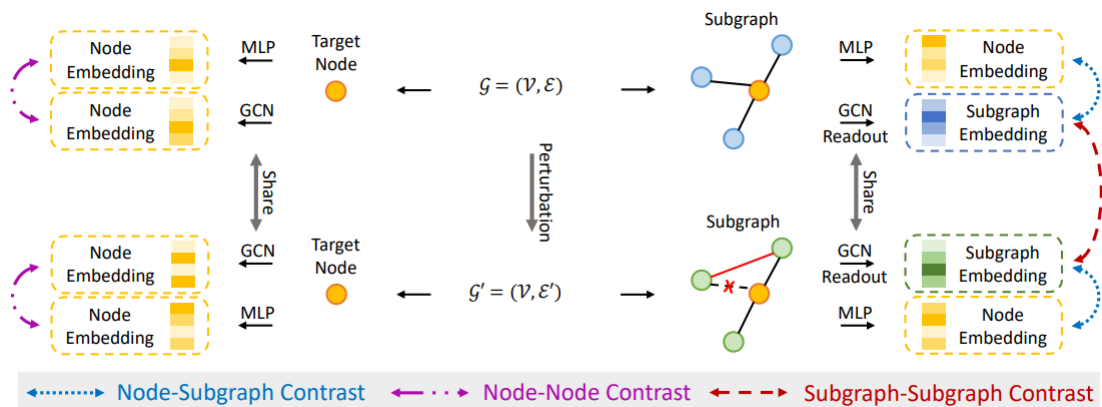 Node
Embedding
MLP
Target
Node
Node
Embedding
GCN
𝒢 = (𝒱, ℰ)
Subgraph
MLP
Node
Embedding
GCN
Readout
Subgraph
Embedding
Share
Perturbation
Share
Node
Embedding
GCN
Target
Node
Node
Embedding
MLP
𝒢′ = (𝒱, ℰ′)
Subgraph
GCN
Readout
Subgraph
Embedding
MLP
Node
Embedding
Node-Subgraph Contrast
Node-Node Contrast
Subgraph-Subgraph Contrast